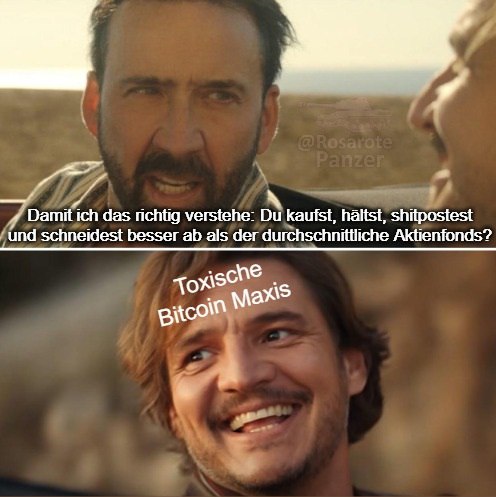 @Rosarote
Panzer
Damit ich das richtig verstehe: Du kaufst, hältst, shitpostest
und schneidest besser ab als der durchschnittliche Aktienfonds?
Toxische
Bitcoin Maxis